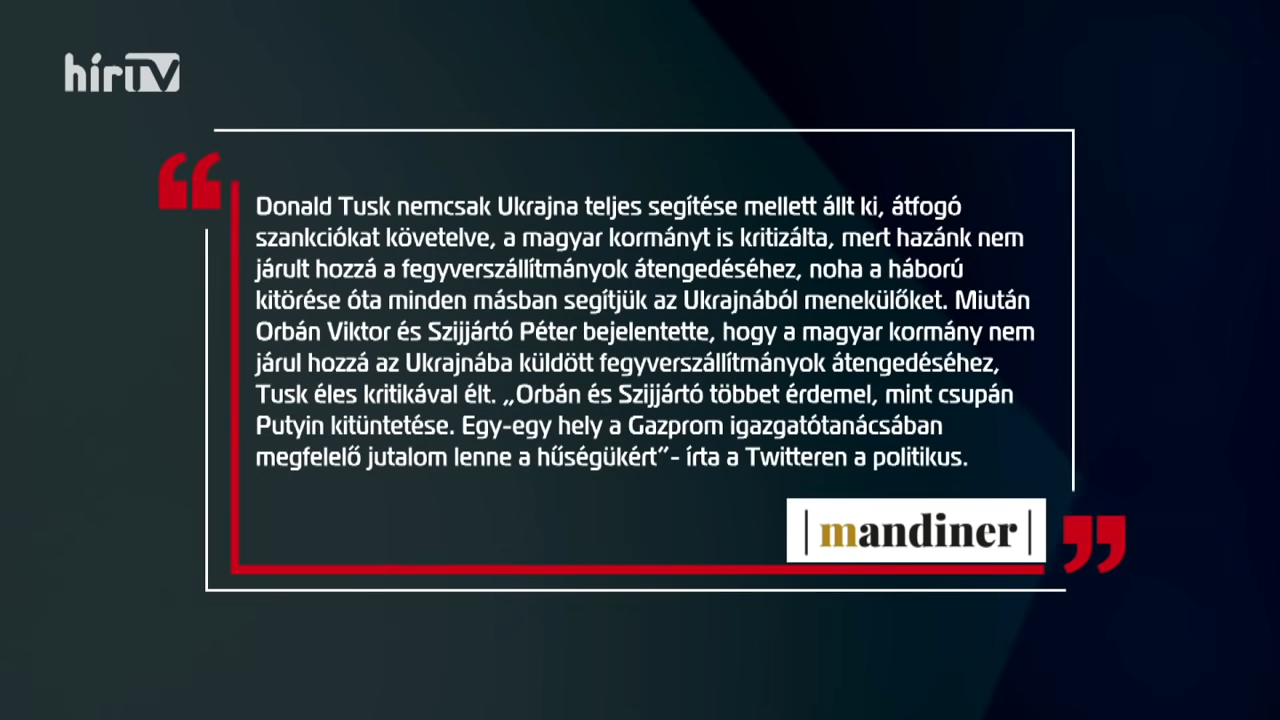 hírTV
Donald Tusk nemcsak Ukrajna teljes segítése mellett állt ki, átfogó
szankciókat követelve, a magyar kormányt is kritizálta, mert hazánk nem
járult hozzá a fegyverszállítmányok átengedéséhez, noha a háború
kitörése óta minden másban segítjük az Ukrajnából menekülőket. Miután
Orbán Viktor és Szijjártó Péter bejelentette, hogy a magyar kormány nem
járul hozzá az Ukrajnába küldött fegyverszállítmányok átengedéséhez,
Tusk éles kritikával élt. „Orbán és Szijjártó többet érdemel, mint csupán
Putyin kitüntetése. Egy-egy hely a Gazprom igazgatótanácsában
megfelelő jutalom lenne a hűségükért”- írta a Twitteren a politikus.
| mandiner |